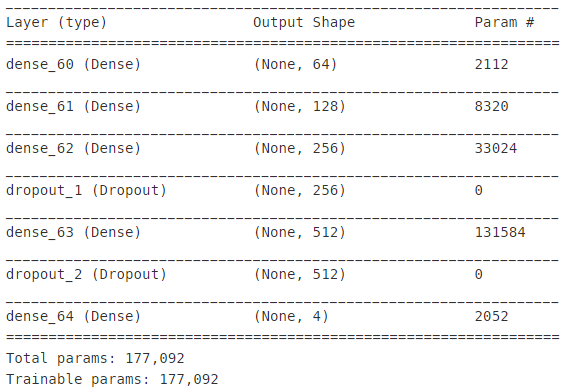 _________________________________________________________________
Layer (type)                 Output Shape              Param #
=================================================================
dense_60 (Dense)             (None, 64)                2112
_________________________________________________________________
dense_61 (Dense)             (None, 128)               8320
_________________________________________________________________
dense_62 (Dense)             (None, 256)               33024
_________________________________________________________________
dropout_1 (Dropout)          (None, 256)               0
_________________________________________________________________
dense_63 (Dense)             (None, 512)               131584
_________________________________________________________________
dropout_2 (Dropout)          (None, 512)               0
_________________________________________________________________
dense_64 (Dense)             (None, 4)                 2052
=================================================================
Total params: 177,092
Trainable params: 177,092